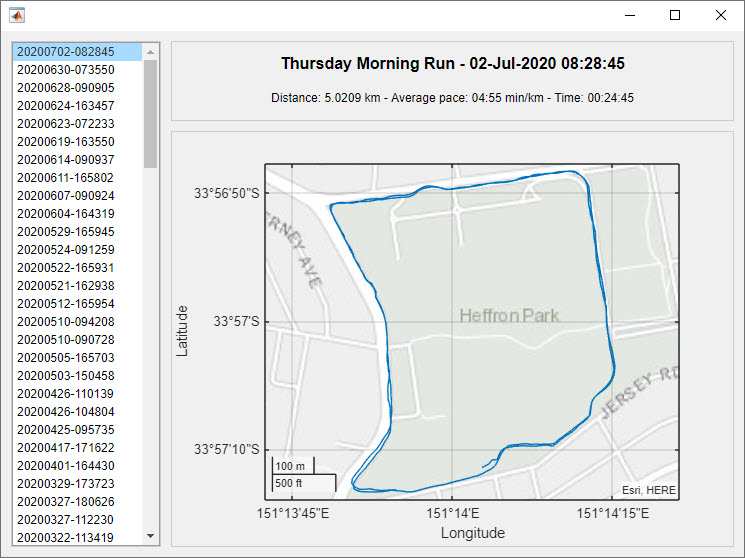 20200702-082845
20200630-073550
20200628-090905
20200624-163457
20200623-072233
20200619-163550
20200614-090937
20200611-165802
20200607-090924
20200604-164319
20200529-165945
20200524-091259
20200522-165931
20200521-162938
20200512-165954
20200510-094208
20200510-090728
20200505-165703
20200503-150458
20200426-110139
20200426-104804
20200425-095735
20200417-171622
20200401-164430
20200329-173723
20200327-180626
20200327-112230
20200322-113419
Thursday Morning Run - 02-Jul-2020 08:28:45
Distance: 5.0209 km - Average pace: 04:55 min/km - Time: 00:24:45
Latitude
33°56'50"S
33°57'S
33°57'10"S
ERNEY AVE
Heffron Park
JERSEY RD
100 m
500 ft
Esri, HERE
151°13'45"E
151°14'E
151°14'15"E
Longitude